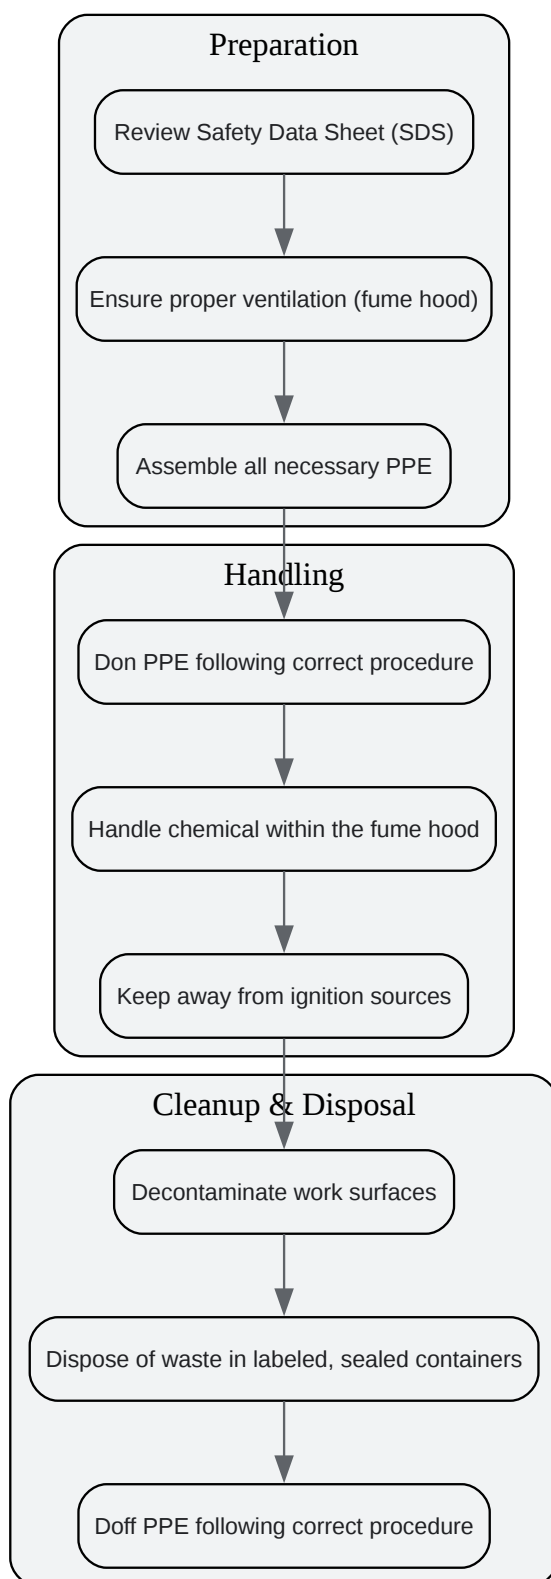 Preparation
Review Safety Data Sheet (SDS)
Ensure proper ventilation (fume hood)
Assemble all necessary PPE
Handling
Don PPE following correct procedure
Handle chemical within the fume hood
Keep away from ignition sources
Cleanup & Disposal
Decontaminate work surfaces
Dispose of waste in labeled, sealed containers
Doff PPE following correct procedure